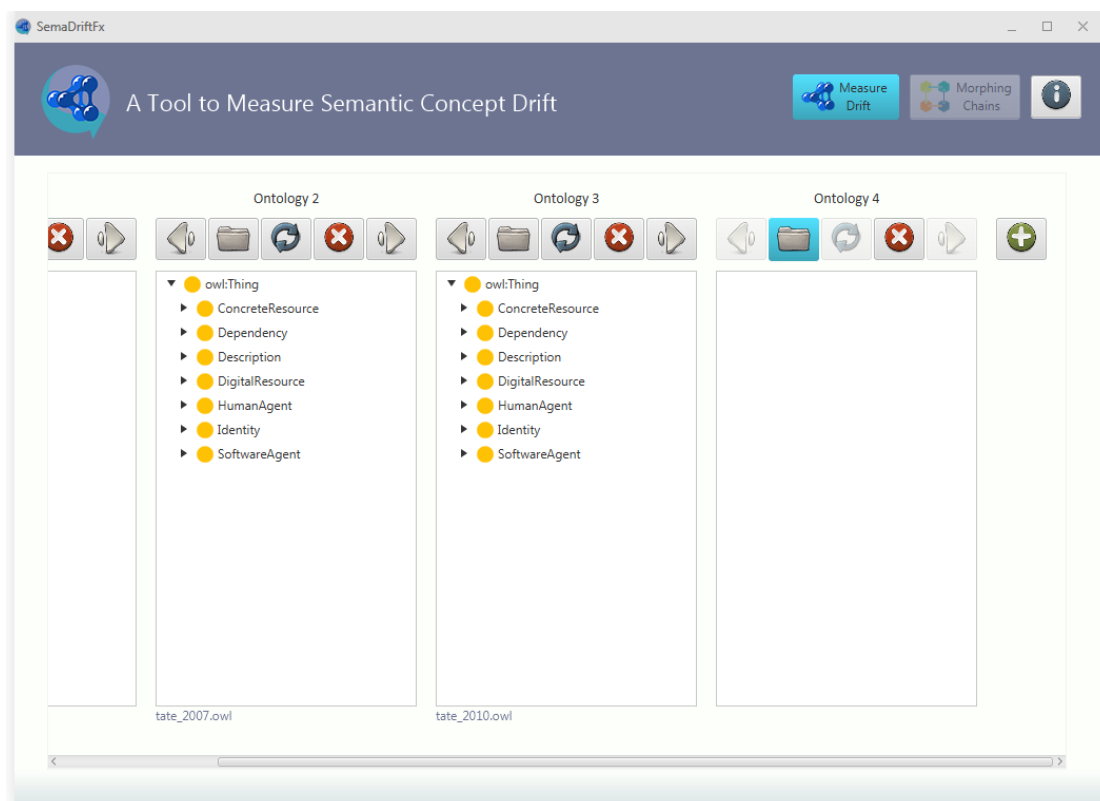 SemaDriftFx
A Tool to Measure Semantic Concept Drift
Measure
Drift
Morphing
Chains
Ontology 2
Ontology 3
Ontology 4
owl:Thing
ConcreteResource
Dependency
Description
DigitalResource
HumanAgent
Identity
SoftwareAgent
tate_2007.owl
owl:Thing
ConcreteResource
Dependency
Description
DigitalResource
HumanAgent
Identity
SoftwareAgent
tate_2010.owl